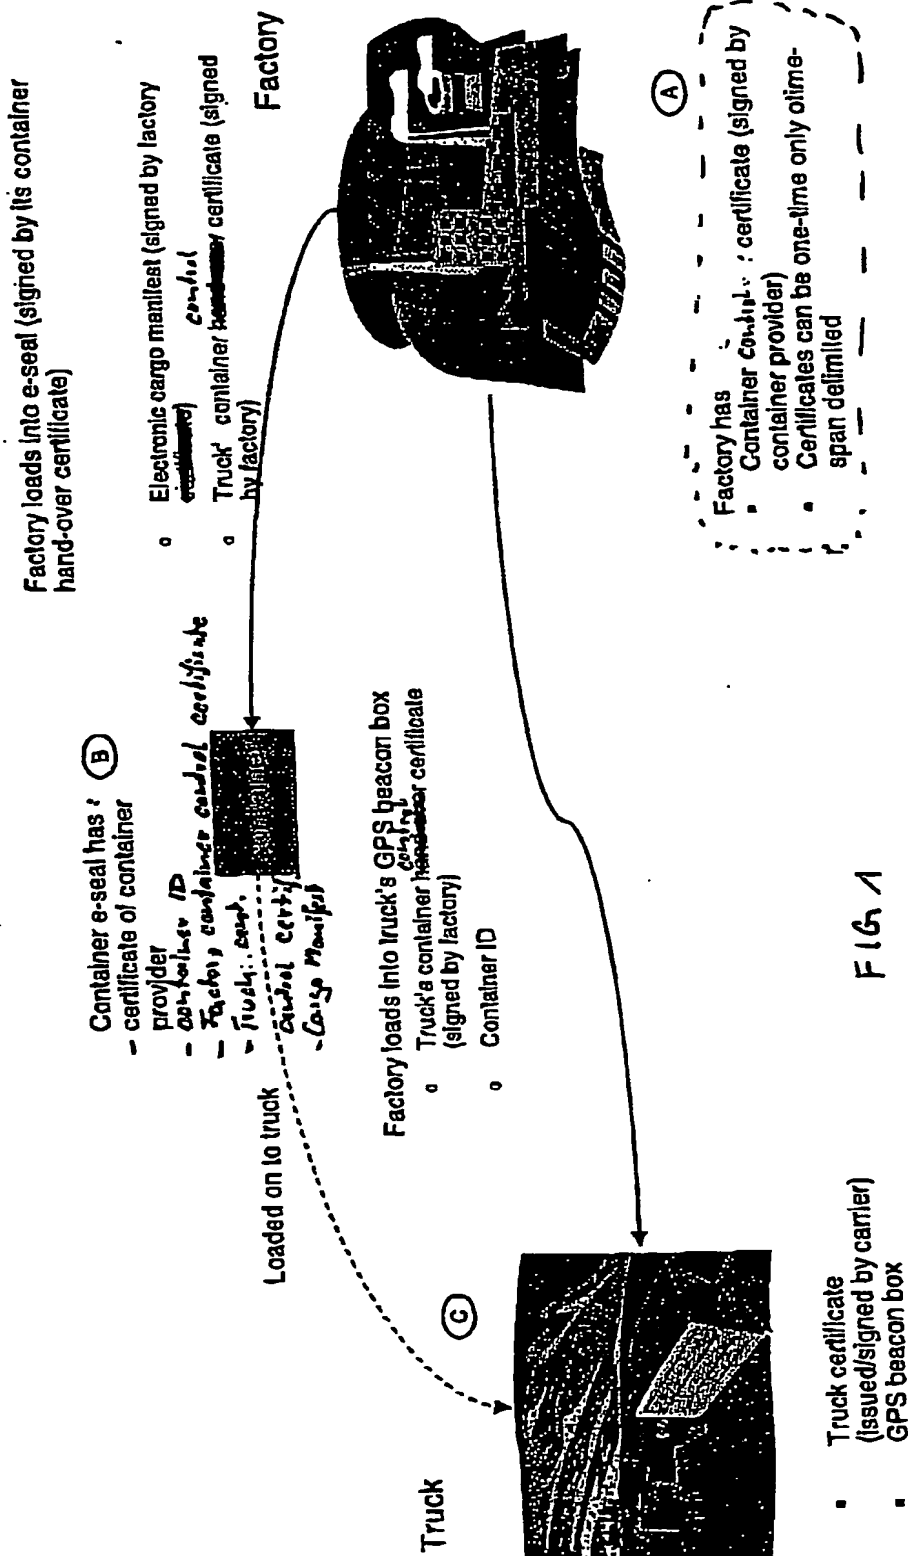 Factory loads into e-seal (signed by its container
hand-over certificate)
o Electronic cargo manifest (signed by factory
control
o Truck' container certificate (signed
by factory)
Factory
Container e-seal has
- certificate of container
provider
- container ID
- Factory container control certificate
- Truck cont.
control certif.
- Cargo Manifest
B
Container
Loaded on to truck
Factory loads into truck's GPS beacon box
control
o Truck's container hand-over certificate
(signed by factory)
o Container ID
A
Factory has
▪ Container control certificate (signed by
container provider)
▪ Certificates can be one-time only o time-
span delimited
Truck
C
▪ Truck certificate
(issued/signed by carrier)
▪ GPS beacon box
FIG 1